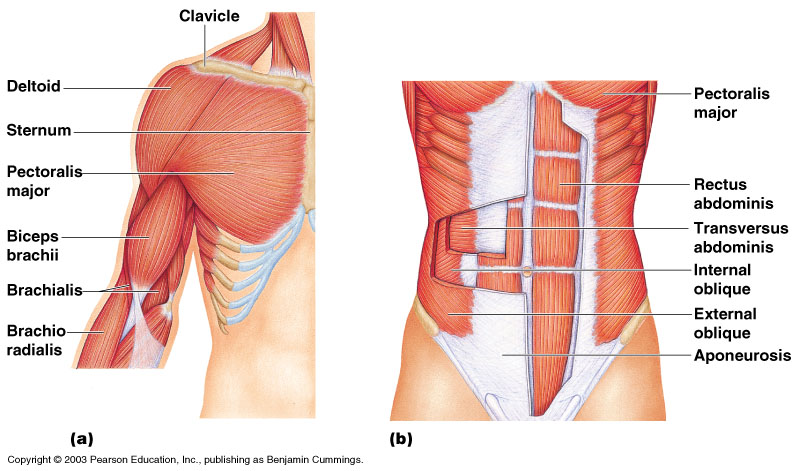 Clavicle
Deltoid
Sternum
Pectoralis
major
Biceps
brachii
Brachialis
Brachio
radialis
(a)
Pectoralis
major
Rectus
abdominis
Transversus
abdominis
Internal
oblique
External
oblique
Aponeurosis
(b)
Copyright © 2003 Pearson Education, Inc., publishing as Benjamin Cummings.